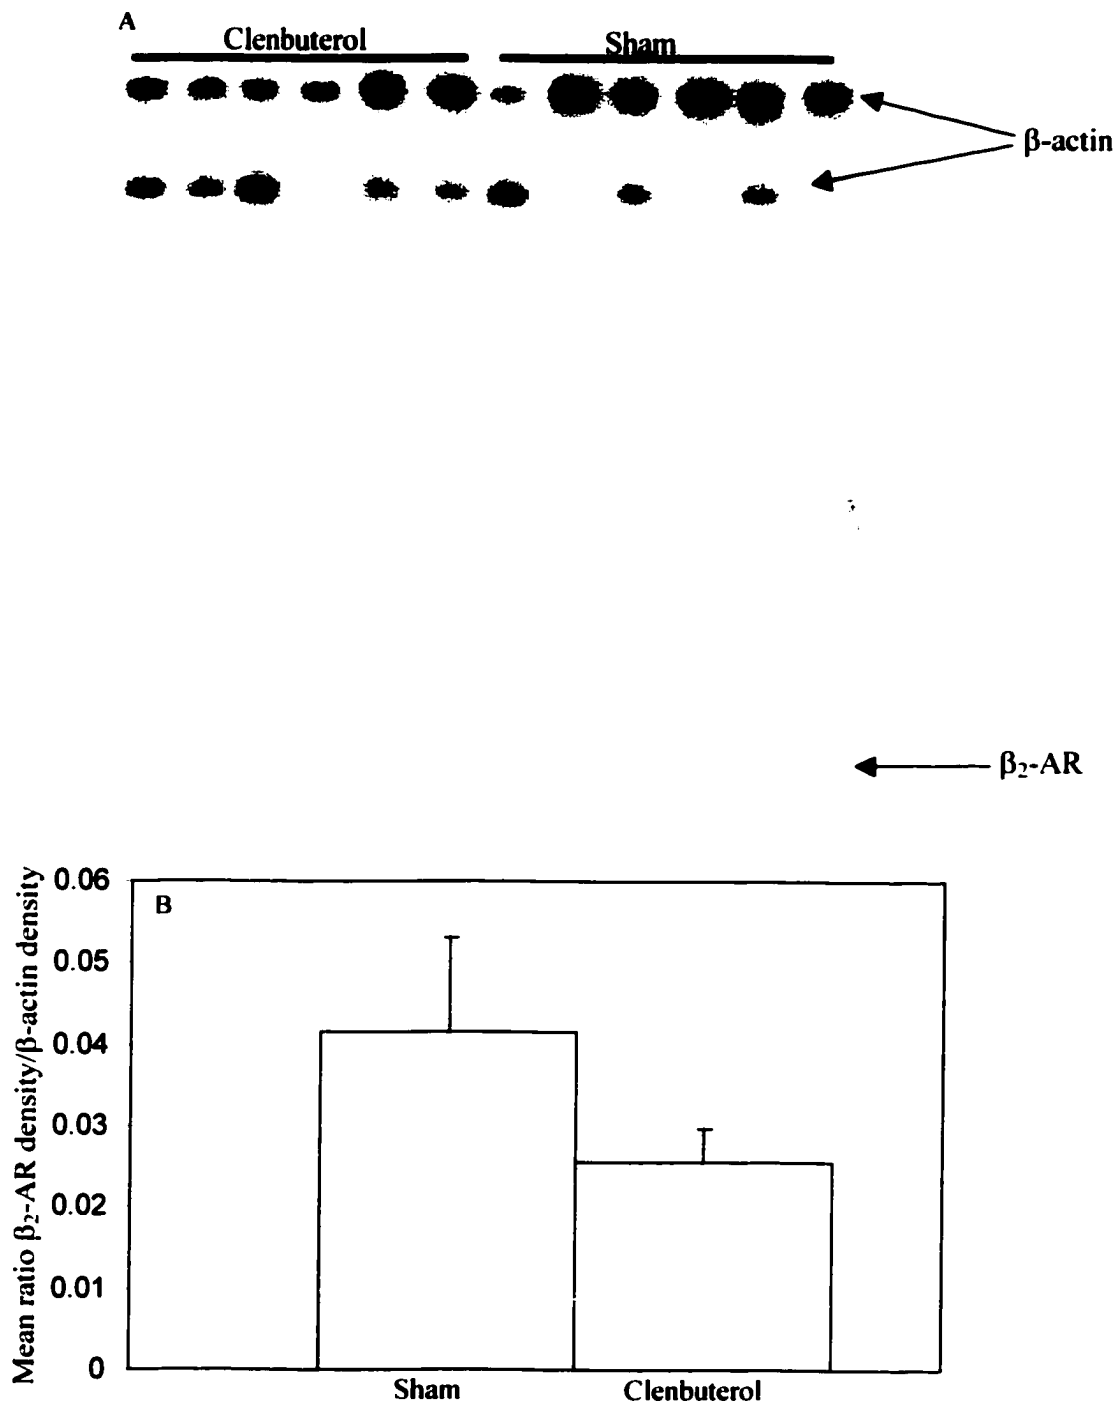 A
Clenbuterol
Sham
β-actin
β₂-AR
Mean ratio β₂-AR density/β-actin density
0.06
0.05
0.04
0.03
0.02
0.01
0
B
Sham
Clenbuterol